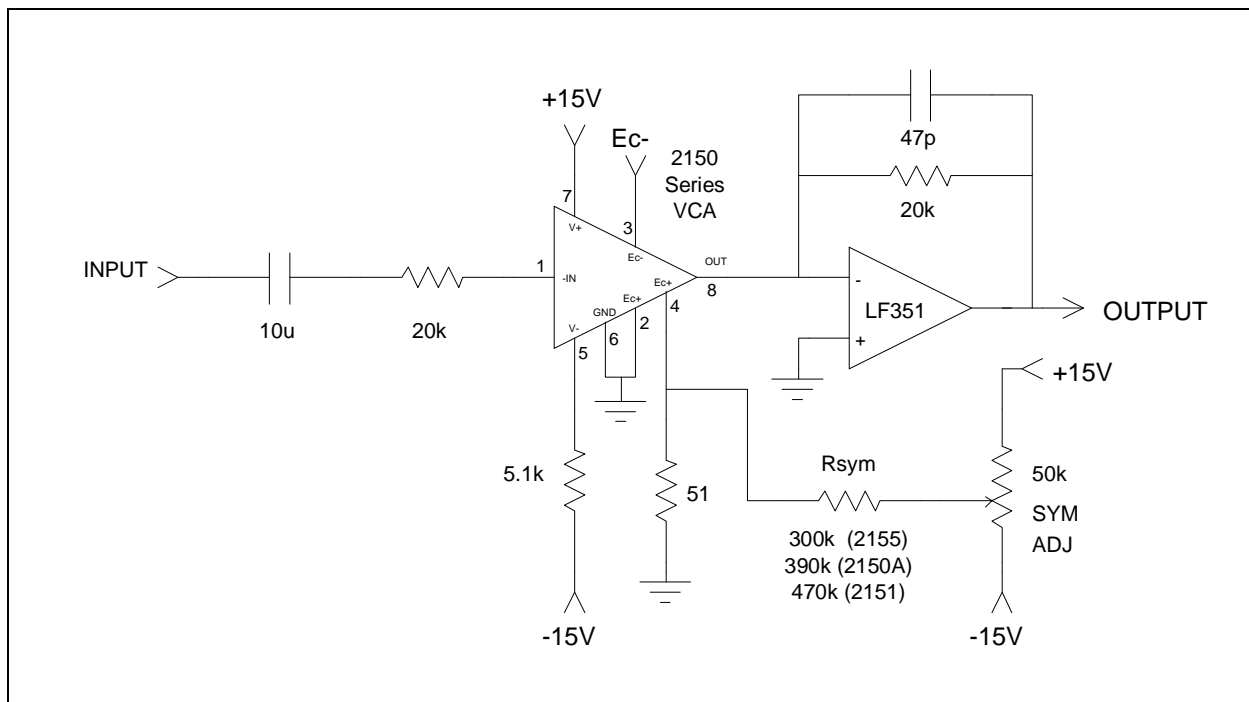 +15V
Ec-
2150
Series
VCA
47p
20k
7
V+
3
Ec-
INPUT
1
-IN
OUT
8
Ec+
4
Ec+
2
GND
6
V-
5
10u
20k
-
LF351
+
OUTPUT
+15V
5.1k
51
Rsym
300k (2155)
390k (2150A)
470k (2151)
50k
SYM
ADJ
-15V
-15V